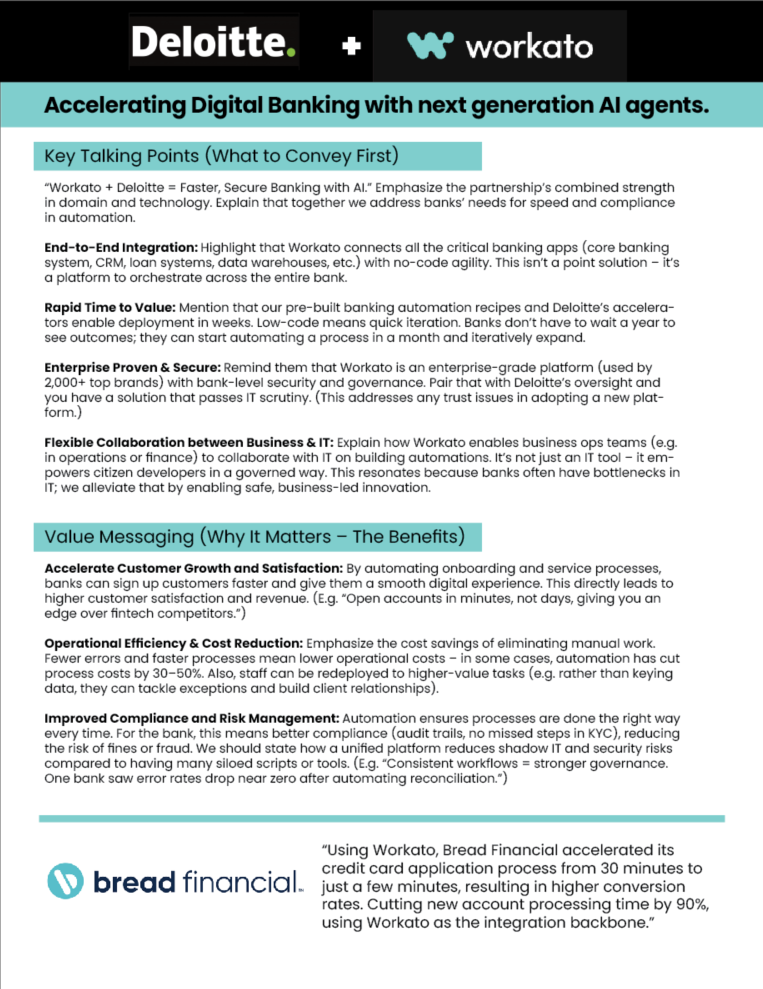 Deloitte. + workato
Accelerating Digital Banking with next generation AI agents.
Key Talking Points (What to Convey First)
“Workato + Deloitte = Faster, Secure Banking with AI.” Emphasize the partnership’s combined strength
in domain and technology. Explain that together we address banks’ needs for speed and compliance
in automation.
End-to-End Integration: Highlight that Workato connects all the critical banking apps (core banking
system, CRM, loan systems, data warehouses, etc.) with no-code agility. This isn’t a point solution – it’s
a platform to orchestrate across the entire bank.
Rapid Time to Value: Mention that our pre-built banking automation recipes and Deloitte’s accelera-
tors enable deployment in weeks. Low-code means quick iteration. Banks don’t have to wait a year to
see outcomes; they can start automating a process in a month and iteratively expand.
Enterprise Proven & Secure: Remind them that Workato is an enterprise-grade platform (used by
2,000+ top brands) with bank-level security and governance. Pair that with Deloitte’s oversight and
you have a solution that passes IT scrutiny. (This addresses any trust issues in adopting a new plat-
form.)
Flexible Collaboration between Business & IT: Explain how Workato enables business ops teams (e.g.
in operations or finance) to collaborate with IT on building automations. It’s not just an IT tool – it em-
powers citizen developers in a governed way. This resonates because banks often have bottlenecks in
IT; we alleviate that by enabling safe, business-led innovation.
Value Messaging (Why It Matters – The Benefits)
Accelerate Customer Growth and Satisfaction: By automating onboarding and service processes,
banks can sign up customers faster and give them a smooth digital experience. This directly leads to
higher customer satisfaction and revenue. (E.g. “Open accounts in minutes, not days, giving you an
edge over fintech competitors.”)
Operational Efficiency & Cost Reduction: Emphasize the cost savings of eliminating manual work.
Fewer errors and faster processes mean lower operational costs – in some cases, automation has cut
process costs by 30–50%. Also, staff can be redeployed to higher-value tasks (e.g. rather than keying
data, they can tackle exceptions and build client relationships).
Improved Compliance and Risk Management: Automation ensures processes are done the right way
every time. For the bank, this means better compliance (audit trails, no missed steps in KYC), reducing
the risk of fines or fraud. We should state how a unified platform reduces shadow IT and security risks
compared to having many siloed scripts or tools. (E.g. “Consistent workflows = stronger governance.
One bank saw error rates drop near zero after automating reconciliation.”)
bread financial
“Using Workato, Bread Financial accelerated its
credit card application process from 30 minutes to
just a few minutes, resulting in higher conversion
rates. Cutting new account processing time by 90%,
using Workato as the integration backbone.”